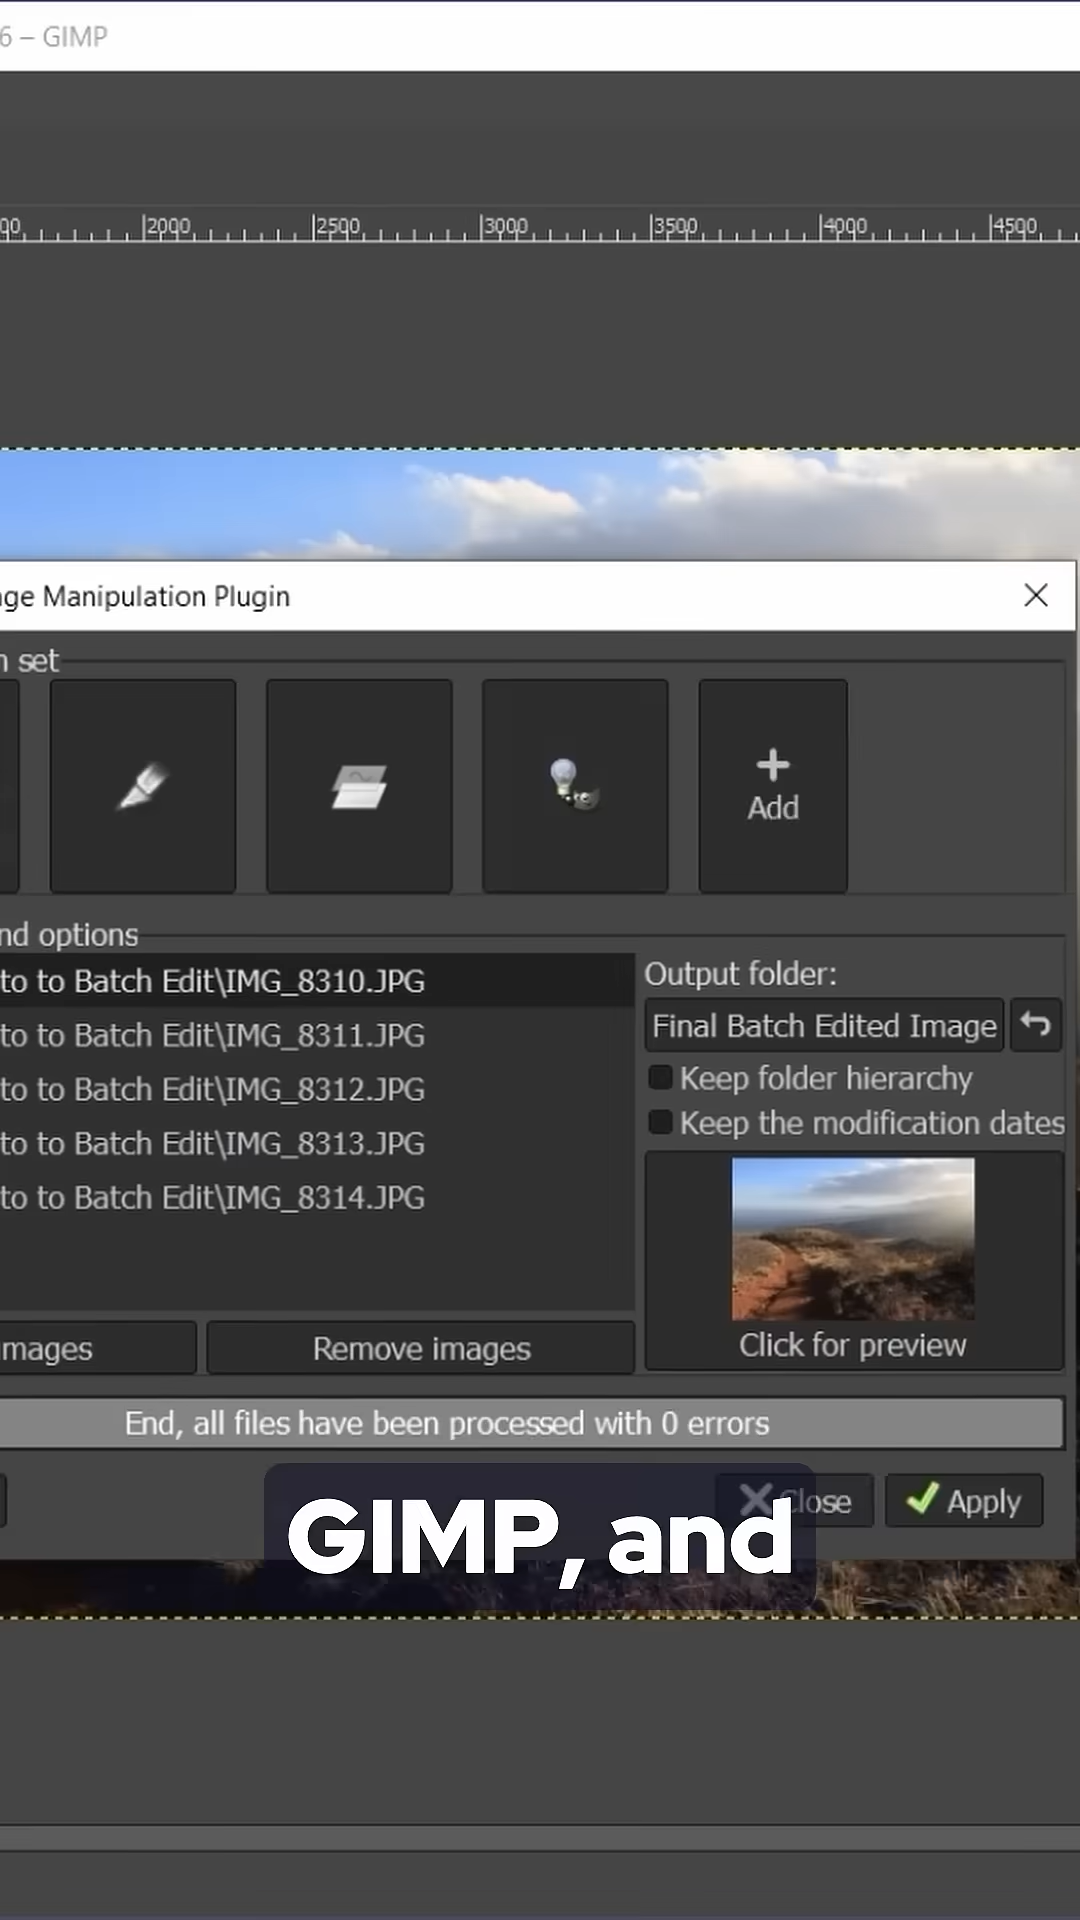 6 – GIMP
00 2000 2500 3000 3500 4000 4500
ge Manipulation Plugin
set
Add
nd options
to to Batch Edit\IMG_8310.JPG
to to Batch Edit\IMG_8311.JPG
to to Batch Edit\IMG_8312.JPG
to to Batch Edit\IMG_8313.JPG
to to Batch Edit\IMG_8314.JPG
Output folder:
Final Batch Edited Image
Keep folder hierarchy
Keep the modification dates
Click for preview
mages
Remove images
End, all files have been processed with 0 errors
Close
Apply
GIMP, and